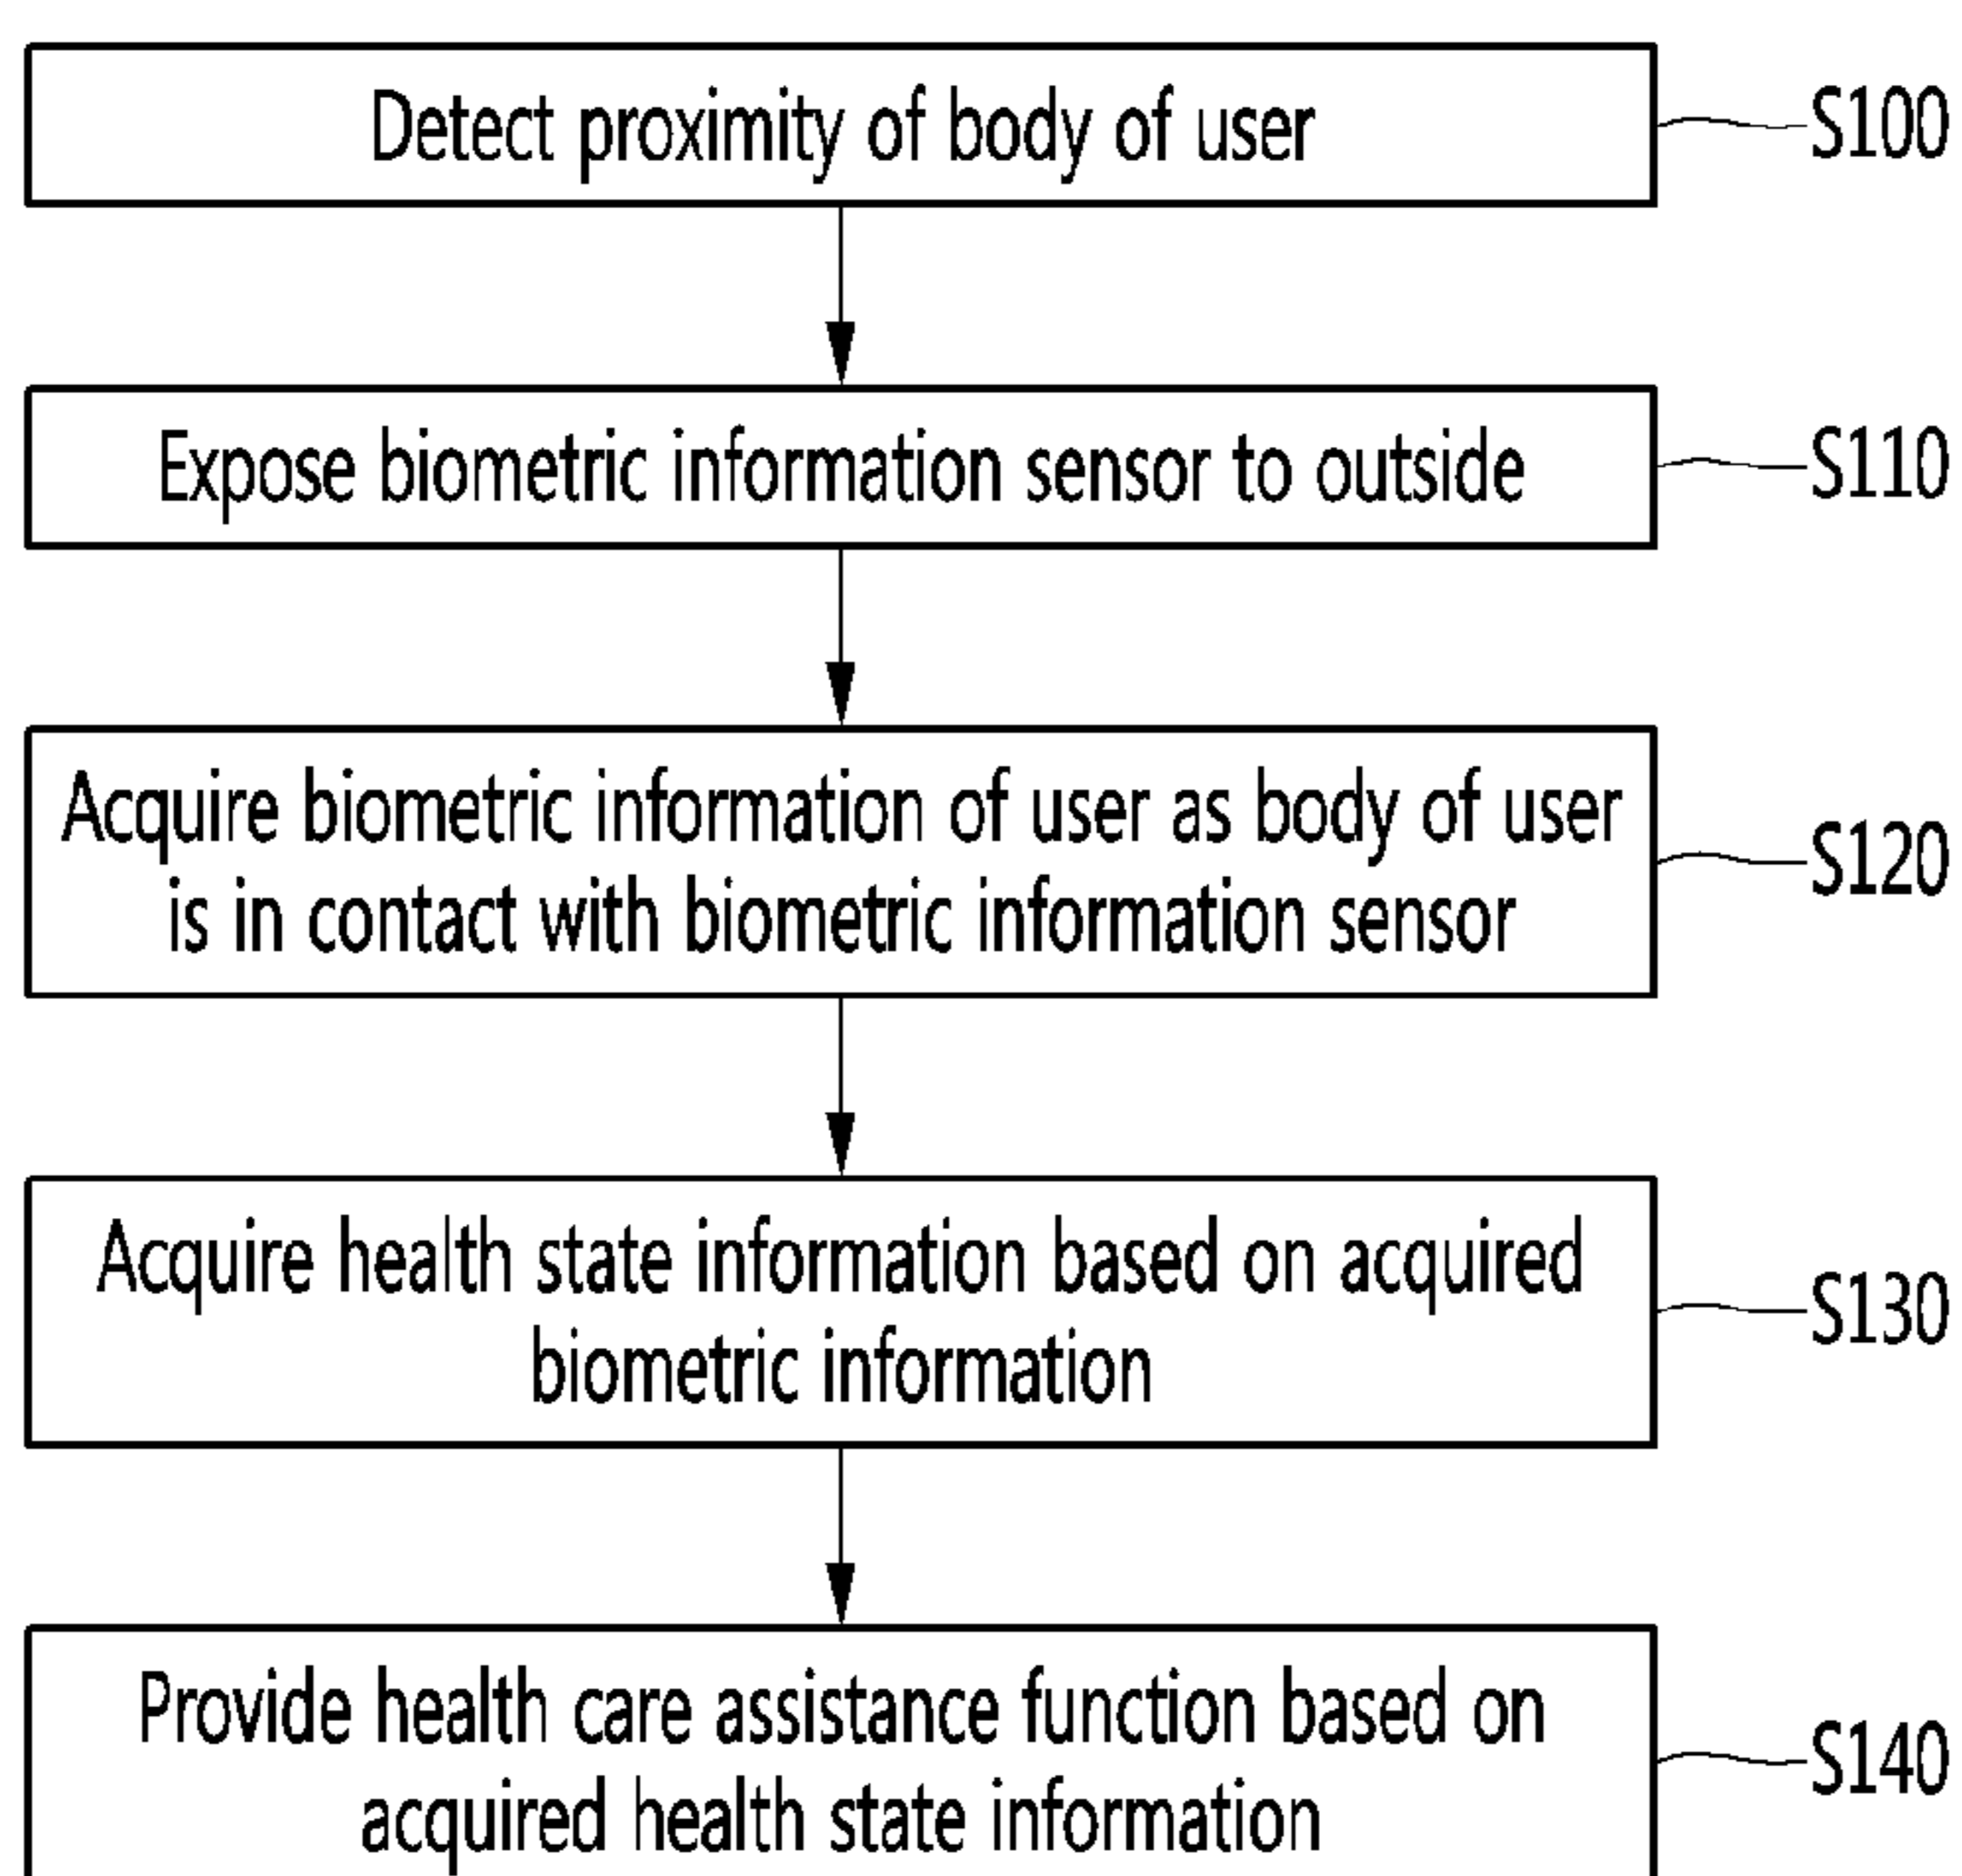 Detect proximity of body of user
S100
Expose biometric information sensor to outside
S110
Acquire biometric information of user as body of user
is in contact with biometric information sensor
S120
Acquire health state information based on acquired
biometric information
S130
Provide health care assistance function based on
acquired health state information
S140